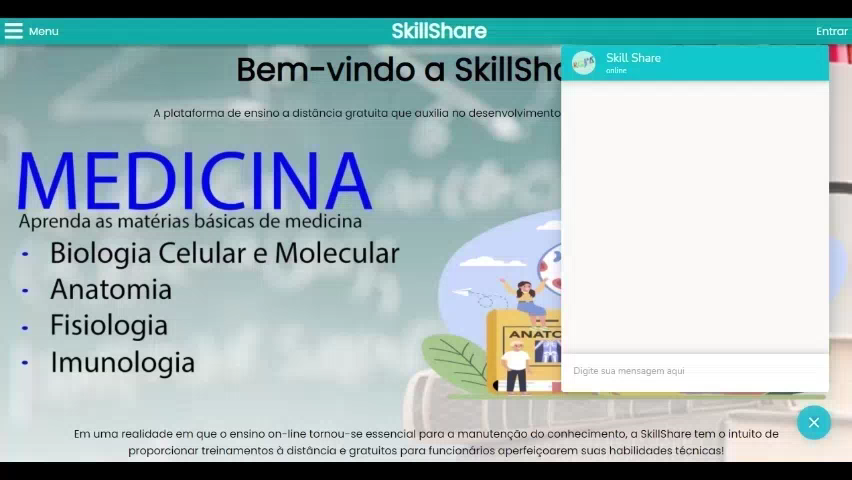 Menu
SkillShare
Entrar
Bem-vindo a SkillSh
A plataforma de ensino a distância gratuita que auxilia no desenvolvimento
Skill Share
online
MEDICINA
Aprenda as matérias básicas de medicina
- Biologia Celular e Molecular
- Anatomia
- Fisiologia
- Imunologia
ANATO
Digite sua mensagem aqui
Em uma realidade em que o ensino on-line tornou-se essencial para a manutenção do conhecimento, a SkillShare tem o intuito de
proporcionar treinamentos à distância e gratuitos para funcionários aperfeiçoarem suas habilidades técnicas!